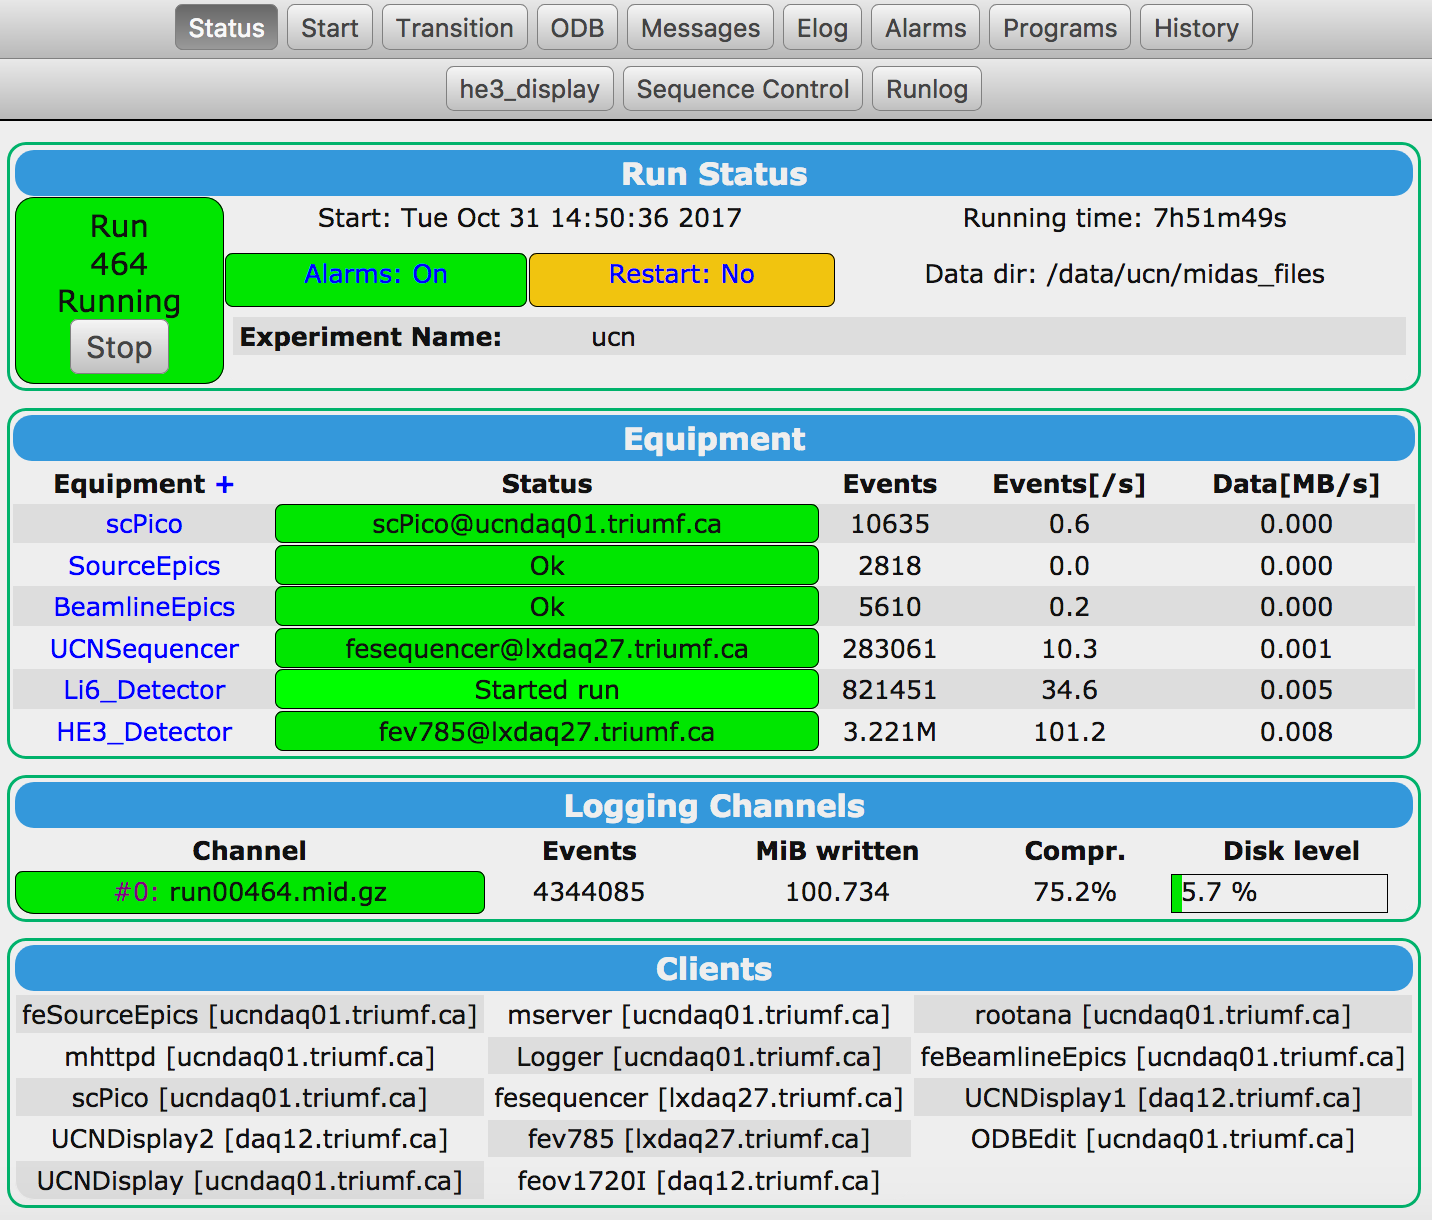 Status Start Transition ODB Messages Elog Alarms Programs History
he3_display Sequence Control Runlog
Run Status
Run
464
Running
Stop
Start: Tue Oct 31 14:50:36 2017 Running time: 7h51m49s
Alarms: On Restart: No Data dir: /data/ucn/midas_files
Experiment Name: ucn
Equipment
Equipment + Status Events Events[/s] Data[MB/s]
scPico scPico@ucndaq01.triumf.ca 10635 0.6 0.000
SourceEpics Ok 2818 0.0 0.000
BeamlineEpics Ok 5610 0.2 0.000
UCNSequencer fesequencer@lxdaq27.triumf.ca 283061 10.3 0.001
Li6_Detector Started run 821451 34.6 0.005
HE3_Detector fev785@lxdaq27.triumf.ca 3.221M 101.2 0.008
Logging Channels
Channel Events MiB written Compr. Disk level
#0: run00464.mid.gz 4344085 100.734 75.2% 5.7 %
Clients
feSourceEpics [ucndaq01.triumf.ca] mserver [ucndaq01.triumf.ca] rootana [ucndaq01.triumf.ca]
mhttpd [ucndaq01.triumf.ca] Logger [ucndaq01.triumf.ca] feBeamlineEpics [ucndaq01.triumf.ca]
scPico [ucndaq01.triumf.ca] fesequencer [lxdaq27.triumf.ca] UCNDisplay1 [daq12.triumf.ca]
UCNDisplay2 [daq12.triumf.ca] fev785 [lxdaq27.triumf.ca] ODBEdit [ucndaq01.triumf.ca]
UCNDisplay [ucndaq01.triumf.ca] feov1720I [daq12.triumf.ca]